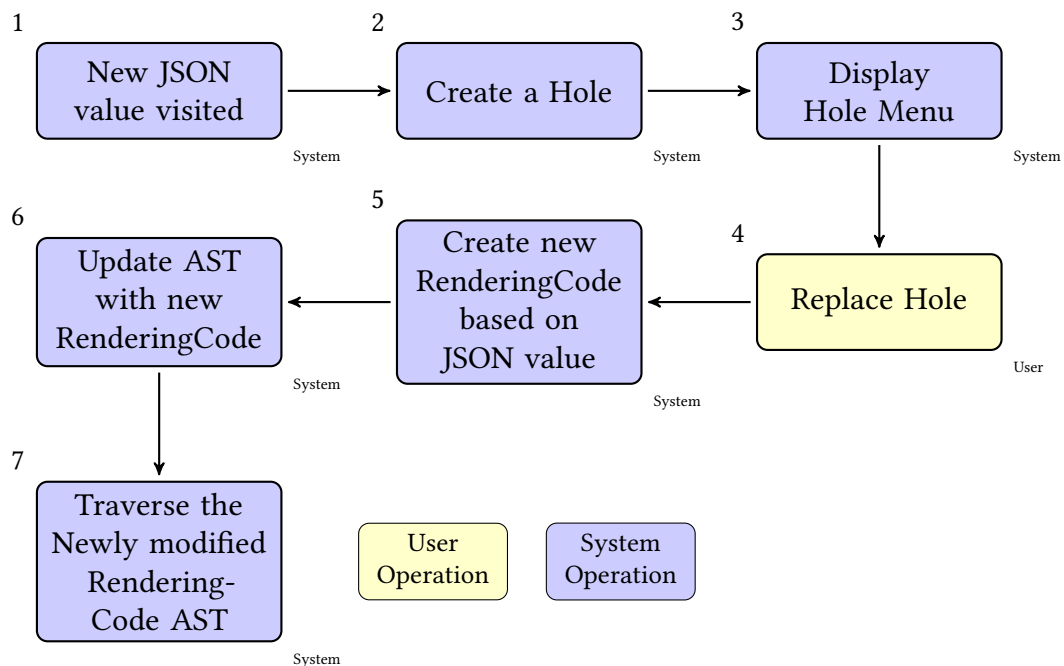 1
New JSON
value visited
System
2
Create a Hole
System
3
Display
Hole Menu
System
4
Replace Hole
User
5
Create new
RenderingCode
based on
JSON value
System
6
Update AST
with new
RenderingCode
System
7
Traverse the
Newly modified
Rendering-
Code AST
System
User
Operation
System
Operation